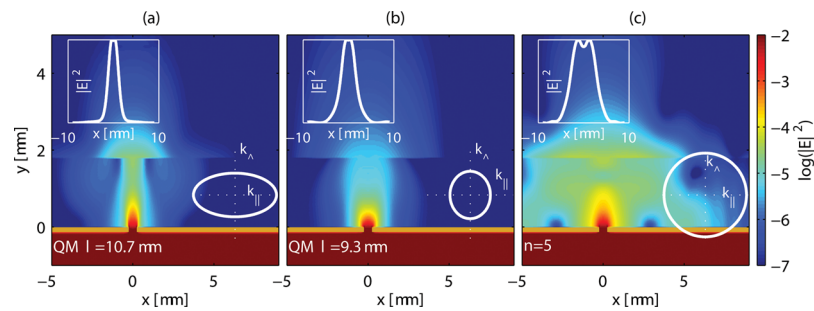 (a)
(b)
(c)
y [mm]
4
2
0
|E| 2
−10
x [mm]
10
k^
k||
QM l =10.7 mm
−5
0
5
x [mm]
|E| 2
−10
x [mm]
10
k^
k||
QM l =9.3 mm
−5
0
5
x [mm]
|E| 2
−10
x [mm]
10
k^
k||
n=5
−5
0
5
x [mm]
−2
−3
−4
−5
−6
−7
log(|E| 2)